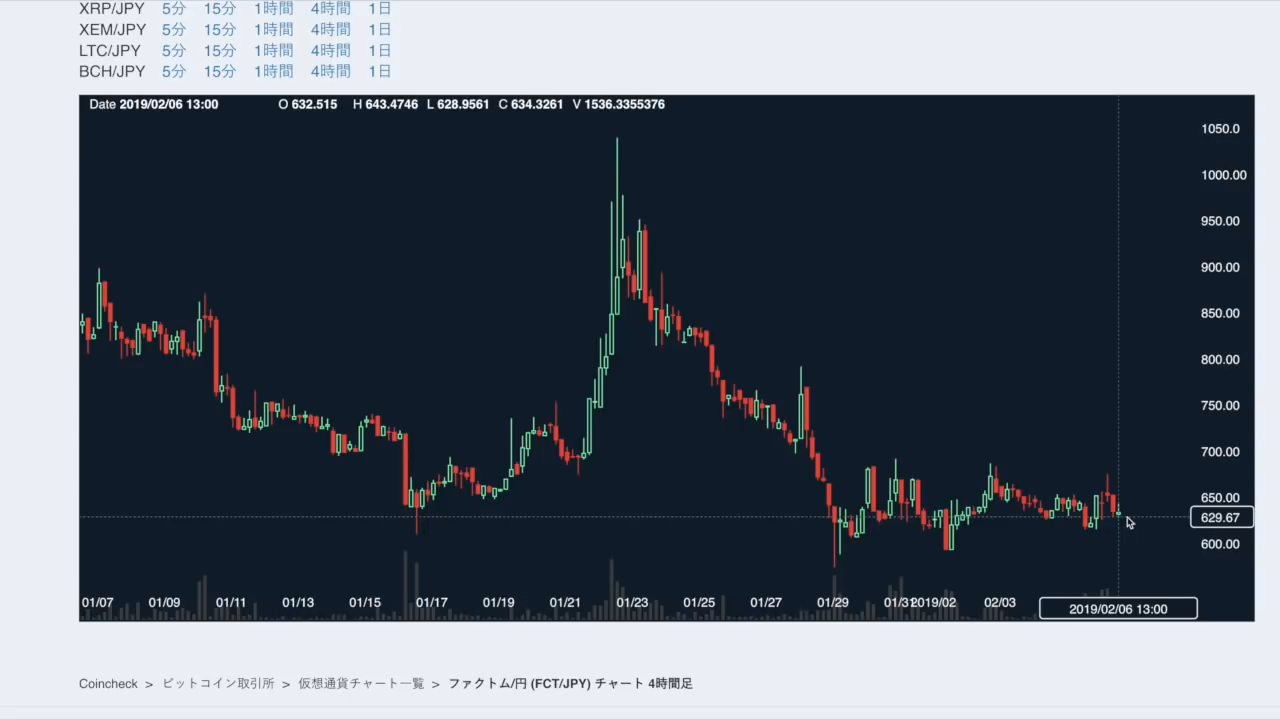 XRP/JPY 5分 15分 1時間 4時間 1日
XEM/JPY 5分 15分 1時間 4時間 1日
LTC/JPY 5分 15分 1時間 4時間 1日
BCH/JPY 5分 15分 1時間 4時間 1日
Date 2019/02/06 13:00 O 632.515 H 643.4746 L 628.9561 C 634.3261 V 1536.3355376
1050.0
1000.00
950.00
900.00
850.00
800.00
750.00
700.00
650.00
629.67
600.00
01/07 01/09 01/11 01/13 01/15 01/17 01/19 01/21 01/23 01/25 01/27 01/29 01/31 2019/02 02/03 2019/02/06 13:00
Coincheck > ビットコイン取引所 > 仮想通貨チャート一覧 > ファクトム/円 (FCT/JPY) チャート 4時間足